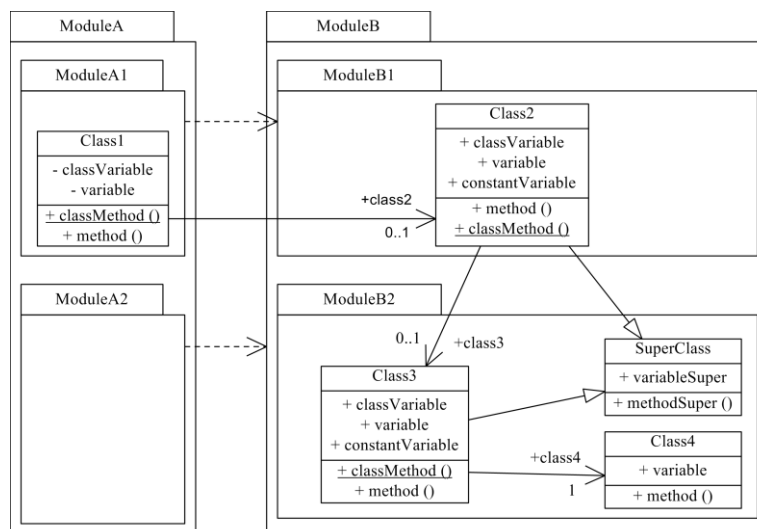 ModuleA
ModuleA1
Class1
- classVariable
- variable
+ classMethod ()
+ method ()
ModuleA2
ModuleB
ModuleB1
Class2
+ classVariable
+ variable
+ constantVariable
+ method ()
+ classMethod ()
+class2
0..1
ModuleB2
0..1
+class3
Class3
+ classVariable
+ variable
+ constantVariable
+ classMethod ()
+ method ()
SuperClass
+ variableSuper
+ methodSuper ()
+class4
1
Class4
+ variable
+ method ()